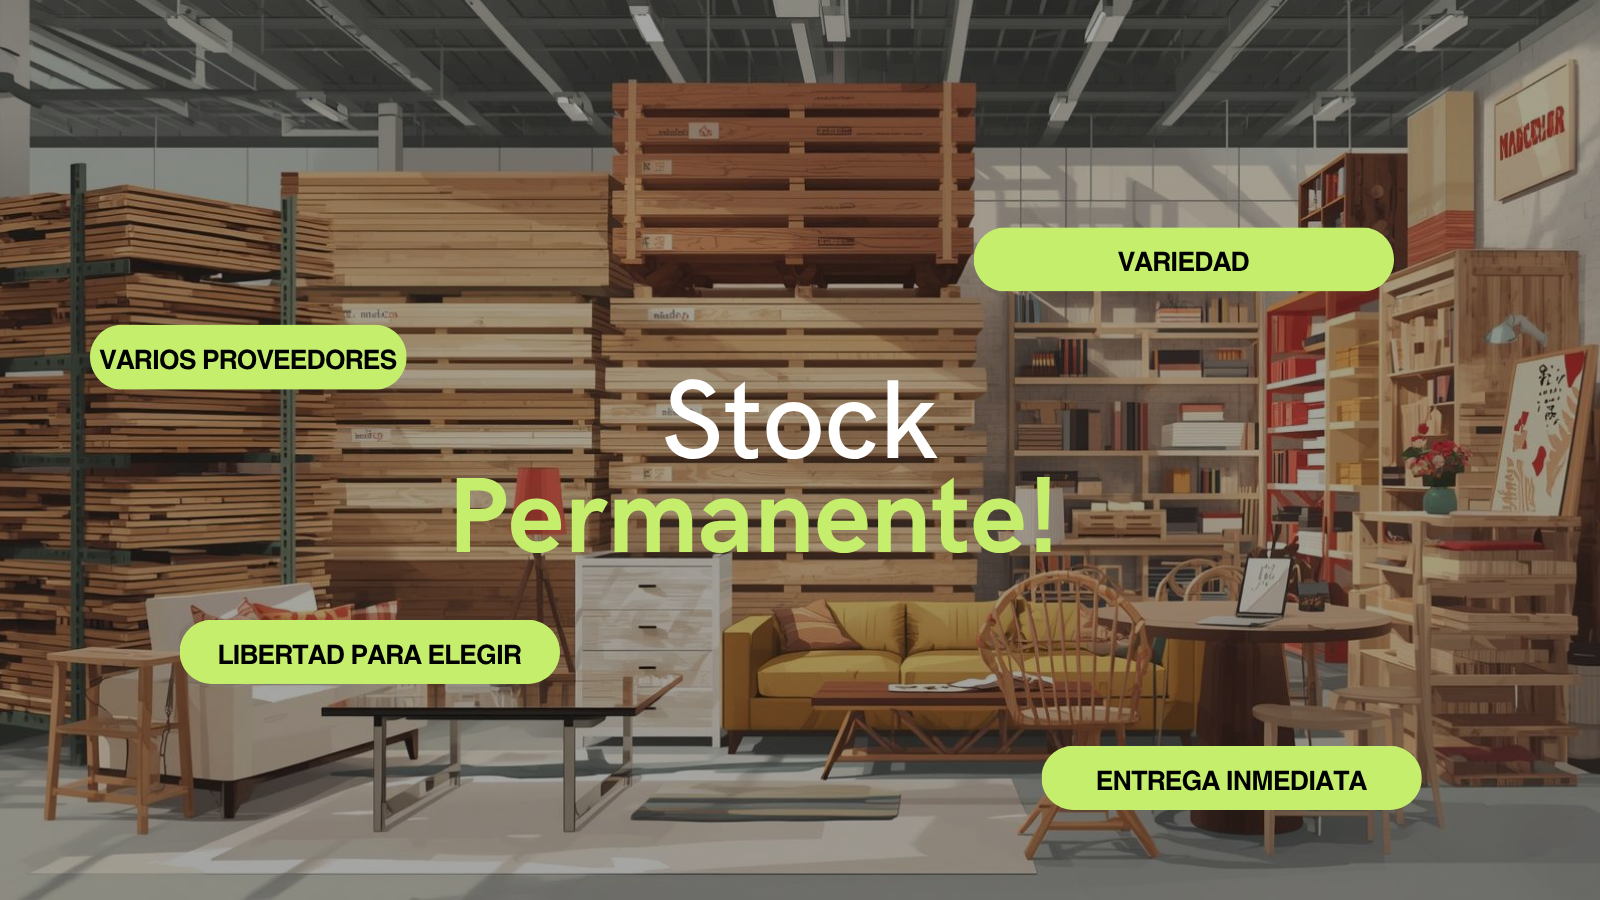 VARIEDAD
VARIOS PROVEEDORES
Stock
Permanente!
LIBERTAD PARA ELEGIR
ENTREGA INMEDIATA